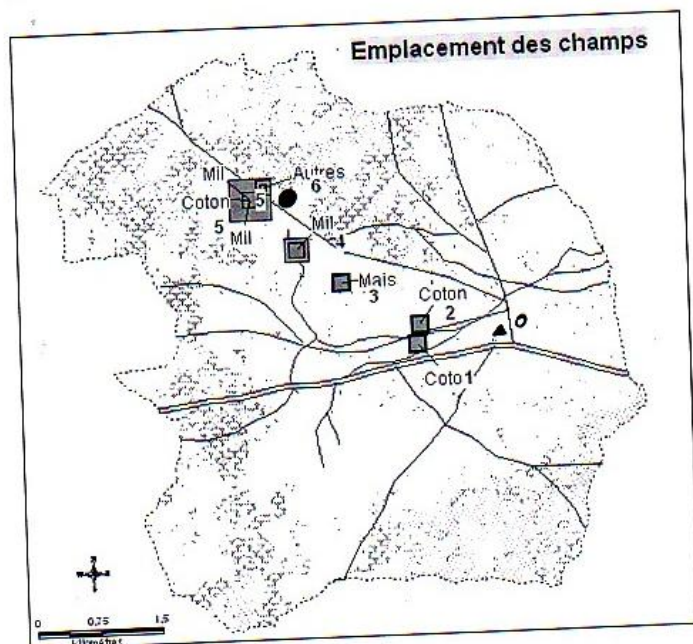 Emplacement des champs
Mil
Autres
6
5
Coton
5
Mil
Mil
4
Mais
3
Coton
2
Coto 1
0
N
0 0,75 1,5
kilomètres